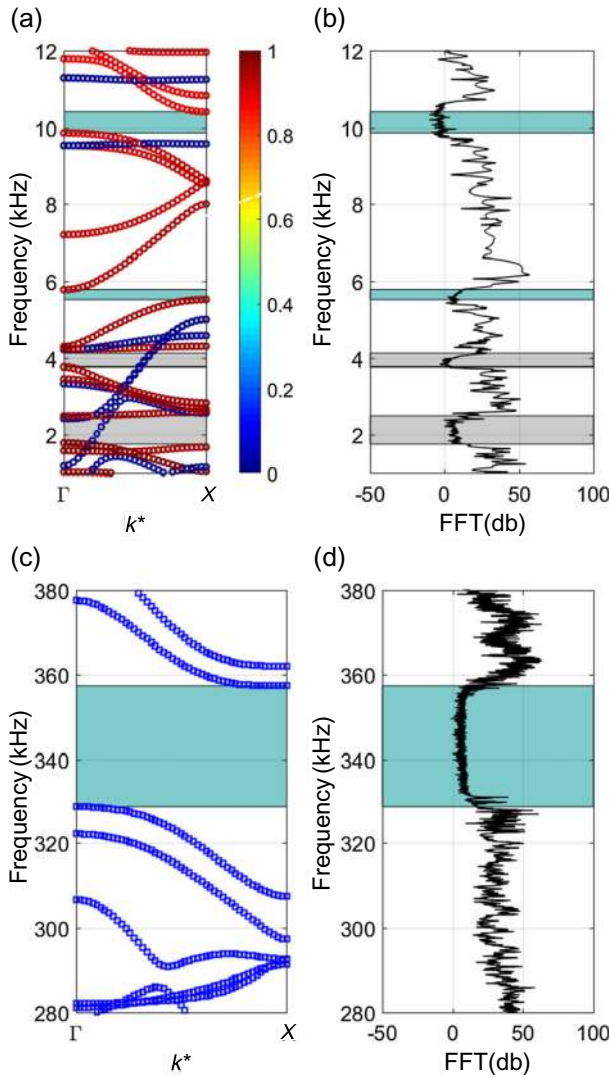 (a)
(b)
12
10
8
6
4
2
Frequency (kHz)
Γ
X
k*
1
0.8
0.6
0.4
0.2
0
12
10
8
6
4
2
Frequency (kHz)
-50
0
50
100
FFT(db)
(c)
(d)
380
360
340
320
300
280
Frequency (kHz)
Γ
X
k*
380
360
340
320
300
280
Frequency (kHz)
-50
0
50
100
FFT(db)